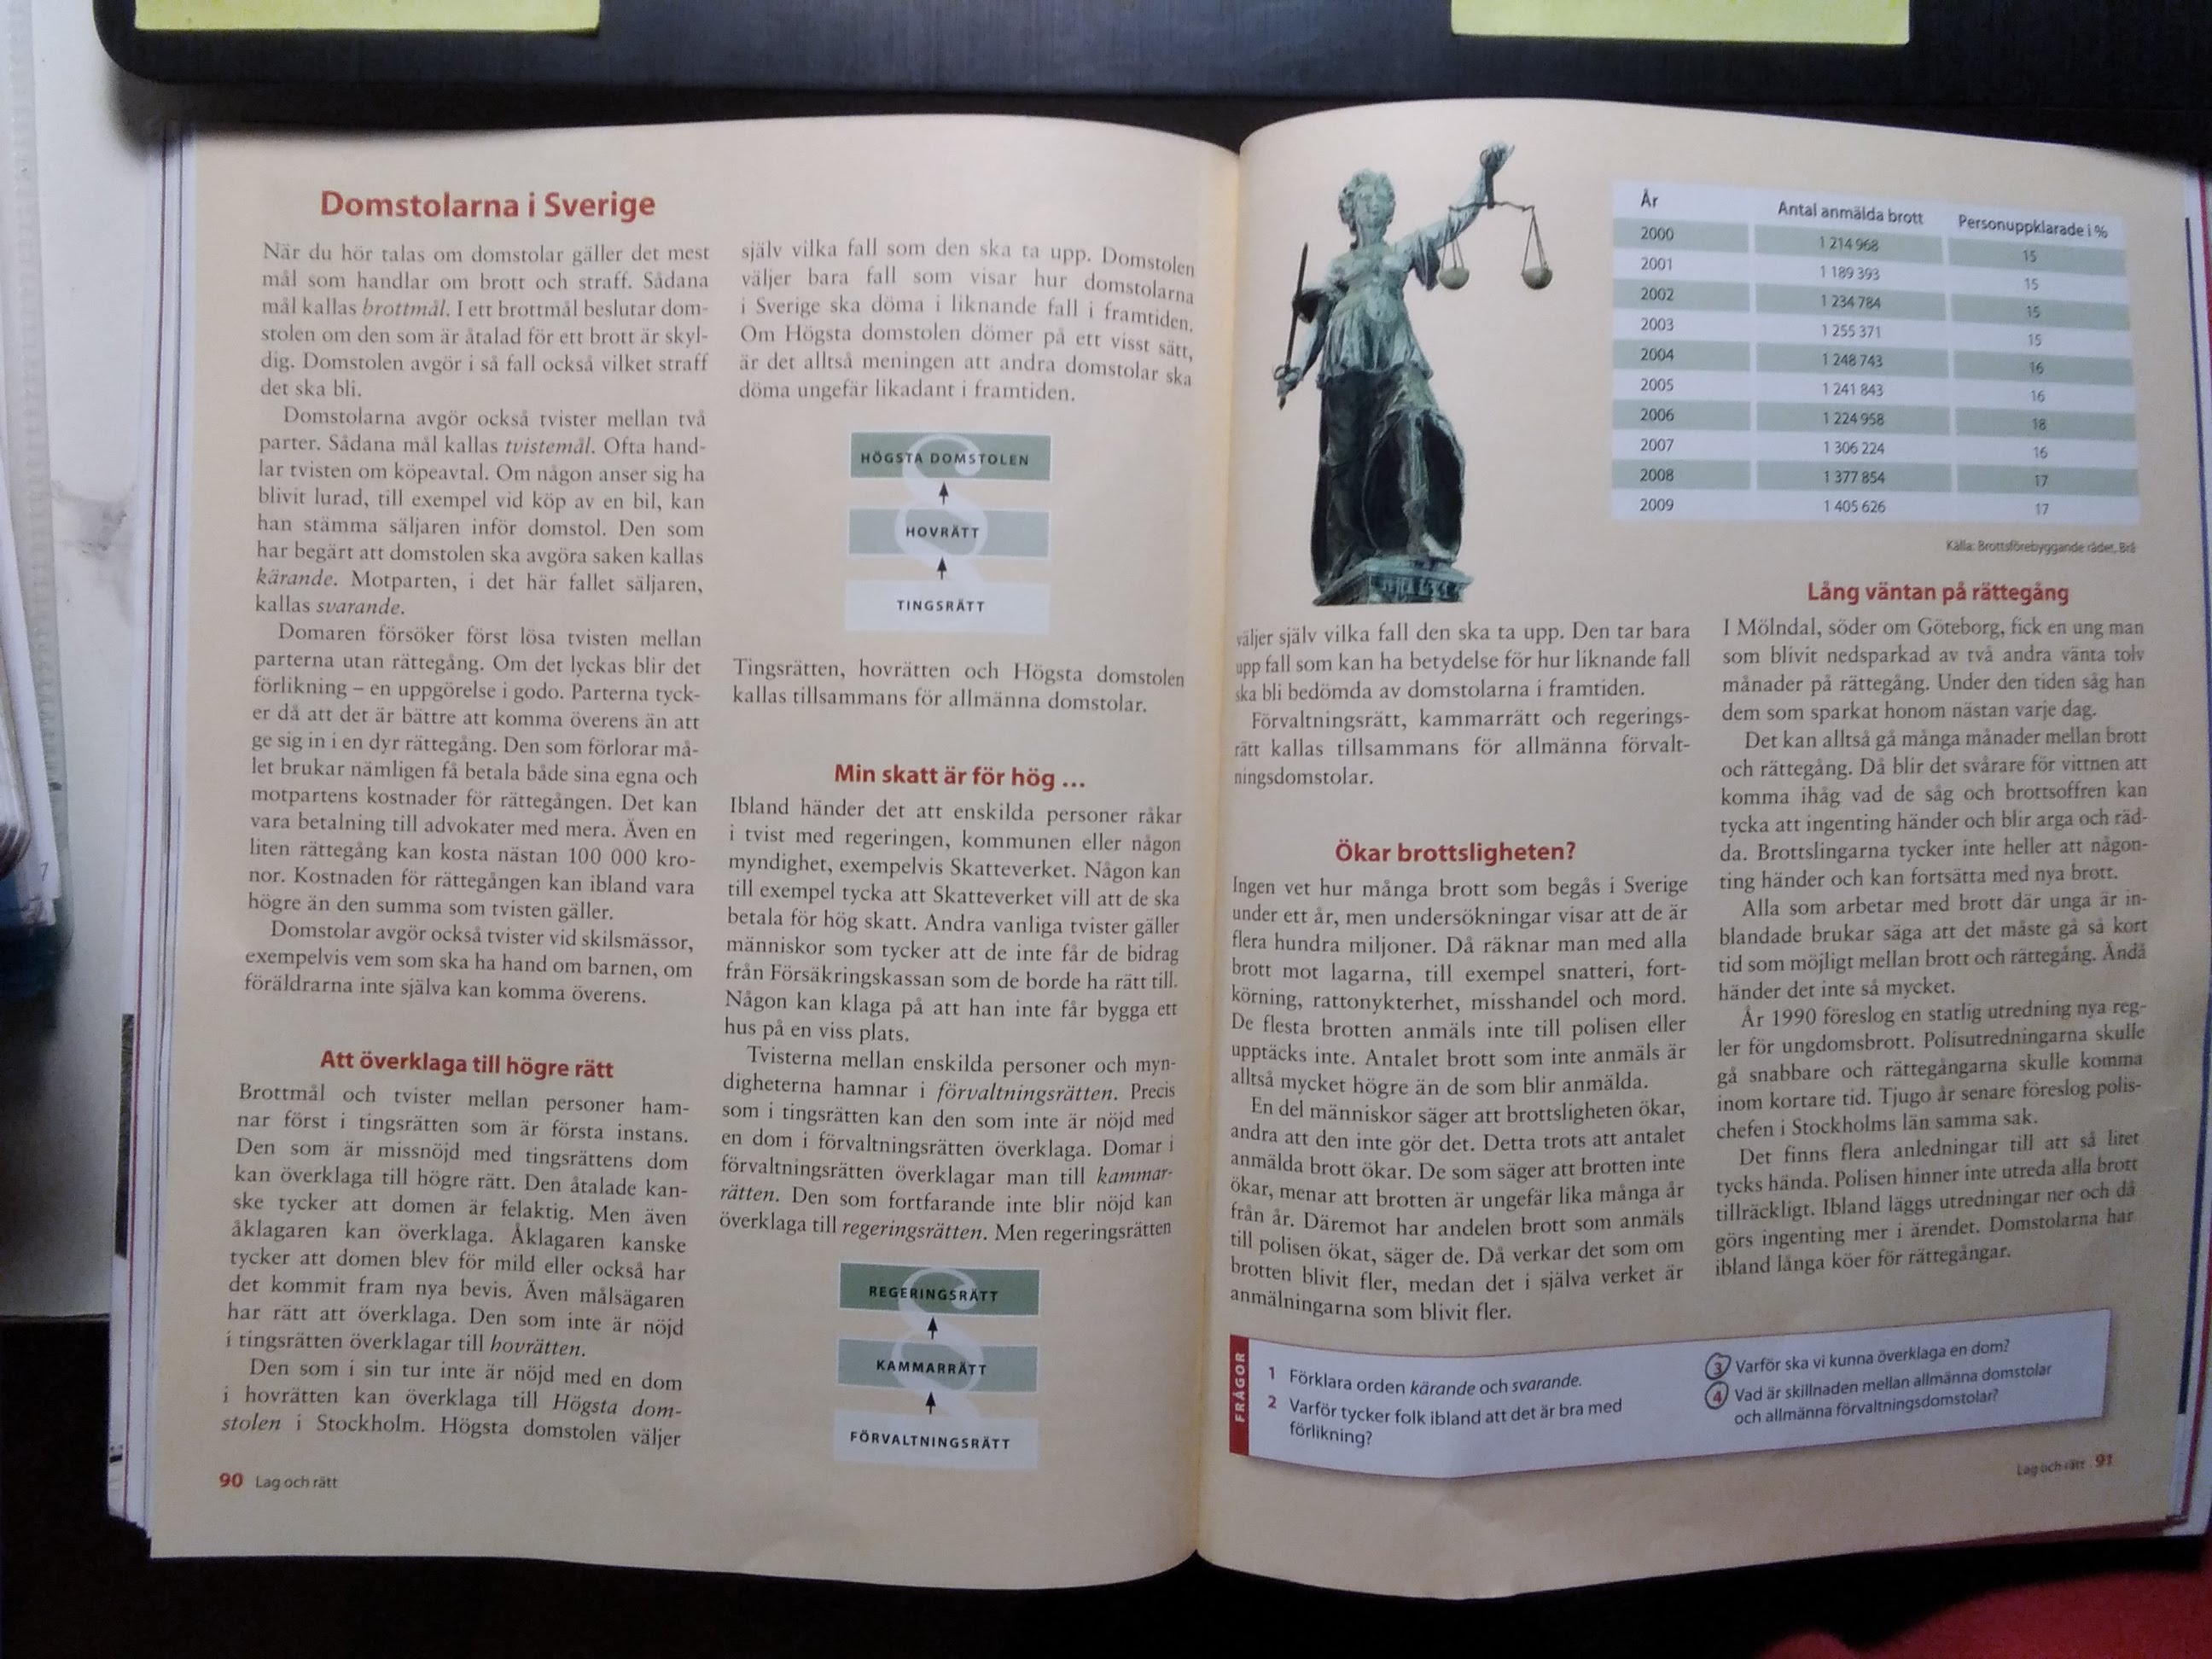 Domstolarna i Sverige
När du hör talas om domstolar gäller det mest
mål som handlar om brott och straff. Sådana
mål kallas brottmål. I ett brottmål beslutar dom-
stolen om den som är åtalad för ett brott är skyl-
dig. Domstolen avgör i så fall också vilket straff
det ska bli.
Domstolarna avgör också tvister mellan två
parter. Sådana mål kallas tvistemål. Ofta hand-
lar tvisten om köpeavtal. Om någon anser sig ha
blivit lurad, till exempel vid köp av en bil, kan
han stämma säljaren inför domstol. Den som
har begärt att domstolen ska avgöra saken kallas
kärande. Motparten, i det här fallet säljaren,
kallas svarande.
Domaren försöker först lösa tvisten mellan
parterna utan rättegång. Om det lyckas blir det
förlikning – en uppgörelse i godo. Parterna tyck-
er då att det är bättre att komma överens än att
ge sig in i en dyr rättegång. Den som förlorar må-
let brukar nämligen få betala både sina egna och
motpartens kostnader för rättegången. Det kan
vara betalning till advokater med mera. Även en
liten rättegång kan kosta nästan 100 000 kro-
nor. Kostnaden för rättegången kan ibland vara
högre än den summa som tvisten gäller.
Domstolar avgör också tvister vid skilsmässor,
exempelvis vem som ska ha hand om barnen, om
föräldrarna inte själva kan komma överens.
Att överklaga till högre rätt
Brottmål och tvister mellan personer ham-
nar först i tingsrätten som är första instans.
Den som är missnöjd med tingsrättens dom
kan överklaga till högre rätt. Den åtalade kan-
ske tycker att domen är felaktig. Men även
åklagaren kan överklaga. Åklagaren kanske
tycker att domen blev för mild eller också har
det kommit fram nya bevis. Även målsägaren
har rätt att överklaga. Den som inte är nöjd
i tingsrätten överklagar till hovrätten.
Den som i sin tur inte är nöjd med en dom
i hovrätten kan överklaga till Högsta dom-
stolen i Stockholm. Högsta domstolen väljer
90 Lag och rätt
själv vilka fall som den ska ta upp. Domstolen
väljer bara fall som visar hur domstolarna
i Sverige ska döma i liknande fall i framtiden.
Om Högsta domstolen dömer på ett visst sätt,
är det alltså meningen att andra domstolar ska
döma ungefär likadant i framtiden.
HÖGSTA DOMSTOLEN
HOVRÄTT
TINGSRÄTT
Tingsrätten, hovrätten och Högsta domstolen
kallas tillsammans för allmänna domstolar.
Min skatt är för hög ...
Ibland händer det att enskilda personer råkar
i tvist med regeringen, kommunen eller någon
myndighet, exempelvis Skatteverket. Någon kan
till exempel tycka att Skatteverket vill att de ska
betala för hög skatt. Andra vanliga tvister gäller
människor som tycker att de inte får de bidrag
från Försäkringskassan som de borde ha rätt till.
Någon kan klaga på att han inte får bygga ett
hus på en viss plats.
Tvisterna mellan enskilda personer och myn-
digheterna hamnar i förvaltningsrätten. Precis
som i tingsrätten kan den som inte är nöjd med
en dom i förvaltningsrätten överklaga. Domar i
förvaltningsrätten överklagar man till kammar-
rätten. Den som fortfarande inte blir nöjd kan
överklaga till regeringsrätten. Men regeringsrätten
REGERINGSRÄTT
KAMMARRÄTT
FÖRVALTNINGSRÄTT
År Antal anmälda brott Personuppklarade i %
2000 1 214 968 15
2001 1 189 393 15
2002 1 234 784 15
2003 1 255 371 15
2004 1 248 743 16
2005 1 241 843 16
2006 1 224 958 18
2007 1 306 224 16
2008 1 377 854 17
2009 1 405 626 17
Källa: Brottsförebyggande rådet, Brå
väljer själv vilka fall den ska ta upp. Den tar bara
upp fall som kan ha betydelse för hur liknande fall
ska bli bedömda av domstolarna i framtiden.
Förvaltningsrätt, kammarrätt och regerings-
rätt kallas tillsammans för allmänna förvalt-
ningsdomstolar.
Ökar brottsligheten?
Ingen vet hur många brott som begås i Sverige
under ett år, men undersökningar visar att de är
flera hundra miljoner. Då räknar man med alla
brott mot lagarna, till exempel snatteri, fort-
körning, rattonykterhet, misshandel och mord.
De flesta brotten anmäls inte till polisen eller
upptäcks inte. Antalet brott som inte anmäls är
alltså mycket högre än de som blir anmälda.
En del människor säger att brottsligheten ökar,
andra att den inte gör det. Detta trots att antalet
anmälda brott ökar. De som säger att brotten inte
ökar, menar att brotten är ungefär lika många år
från år. Däremot har andelen brott som anmäls
till polisen ökat, säger de. Då verkar det som om
brotten blivit fler, medan det i själva verket är
anmälningarna som blivit fler.
Lång väntan på rättegång
I Mölndal, söder om Göteborg, fick en ung man
som blivit nedsparkad av två andra vänta tolv
månader på rättegång. Under den tiden såg han
dem som sparkat honom nästan varje dag.
Det kan alltså gå många månader mellan brott
och rättegång. Då blir det svårare för vittnen att
komma ihåg vad de såg och brottsoffren kan
tycka att ingenting händer och blir arga och räd-
da. Brottslingarna tycker inte heller att någon-
ting händer och kan fortsätta med nya brott.
Alla som arbetar med brott där unga är in-
blandade brukar säga att det måste gå så kort
tid som möjligt mellan brott och rättegång. Ändå
händer det inte så mycket.
År 1990 föreslog en statlig utredning nya reg-
ler för ungdomsbrott. Polisutredningarna skulle
gå snabbare och rättegångarna skulle komma
inom kortare tid. Tjugo år senare föreslog polis-
chefen i Stockholms län samma sak.
Det finns flera anledningar till att så litet
tycks hända. Polisen hinner inte utreda alla brott
tillräckligt. Ibland läggs utredningar ner och då
görs ingenting mer i ärendet. Domstolarna har
ibland långa köer för rättegångar.
FRÅGOR
1 Förklara orden kärande och svarande.
2 Varför tycker folk ibland att det är bra med
förlikning?
3 Varför ska vi kunna överklaga en dom?
4 Vad är skillnaden mellan allmänna domstolar
och allmänna förvaltningsdomstolar?
Lag och rätt 91